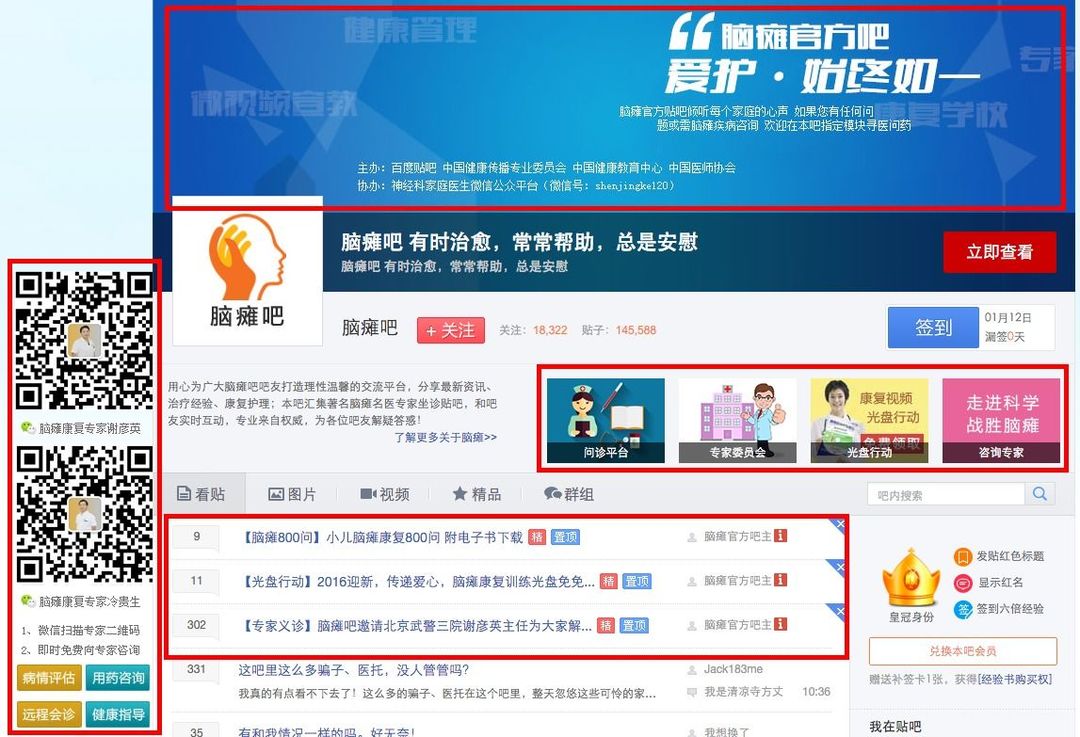 健康管理
微视频宣教
专家
康复学校
脑瘫官方吧
爱护·始终如一
脑瘫官方贴吧倾听每个家庭的心声 如果您有任何问
题或需脑瘫疾病咨询 欢迎在本吧指定模块寻医问药
主办：百度贴吧 中国健康传播专业委员会 中国健康教育中心 中国医师协会
协办：神经科家庭医生微信公众平台（微信号：shenjingke120）
脑瘫吧 有时治愈，常常帮助，总是安慰
脑瘫吧 有时治愈，常常帮助，总是安慰
立即查看
脑瘫吧
脑瘫吧
+ 关注
关注：18,322 贴子：145,588
签到
01月12日
漏签0天
用心为广大脑瘫吧吧友打造理性温馨的交流平台，分享最新资讯、
治疗经验、康复护理；本吧汇集著名脑瘫名医专家坐诊贴吧，和吧
友实时互动，专业来自权威，为各位吧友解疑答惑！
了解更多关于脑瘫>>
问诊平台
专家委员会
康复视频
光盘行动
免费领取
光盘行动
走进科学
战胜脑瘫
咨询专家
脑瘫康复专家谢彦英
脑瘫康复专家冷贵生
1、微信扫描专家二维码
2、即时免费向专家咨询
病情评估 用药咨询
远程会诊 健康指导
看贴 图片 视频 精品 群组
吧内搜索
9 【脑瘫800问】小儿脑瘫康复800问 附电子书下载 精 置顶 脑瘫官方吧主
11 【光盘行动】2016迎新，传递爱心，脑瘫康复训练光盘免免... 精 置顶 脑瘫官方吧主
302 【专家义诊】脑瘫吧邀请北京武警三院谢彦英主任为大家解... 精 置顶 脑瘫官方吧主
331 这吧里这么多骗子、医托，没人管管吗? Jack183me
我真的有点看不下去了！这么多的骗子、医托在这个吧里，整天忽悠这些可怜的家... 我是清凉寺方丈 10:36
35 有和我情况一样的吗。好无奈! 我想换了
皇冠身份
发贴红色标题
显示红名
签 签到六倍经验
兑换本吧会员
赠送补签卡1张，获得[经验书购买权]
我在贴吧